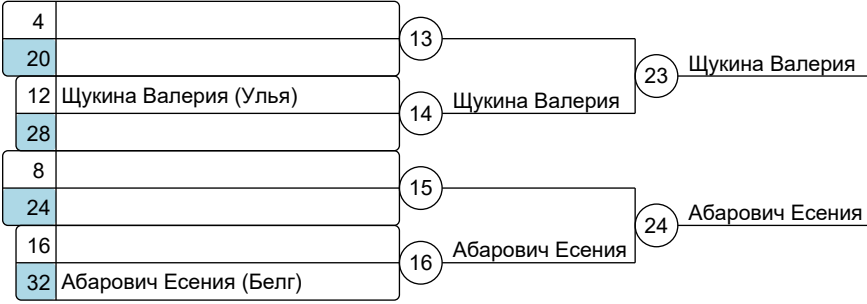 4
13
20
23 Щукина Валерия
12 Щукина Валерия (Улья)
14 Щукина Валерия
28
8
15
24
24 Абарович Есения
16
16 Абарович Есения
32 Абарович Есения (Белг)